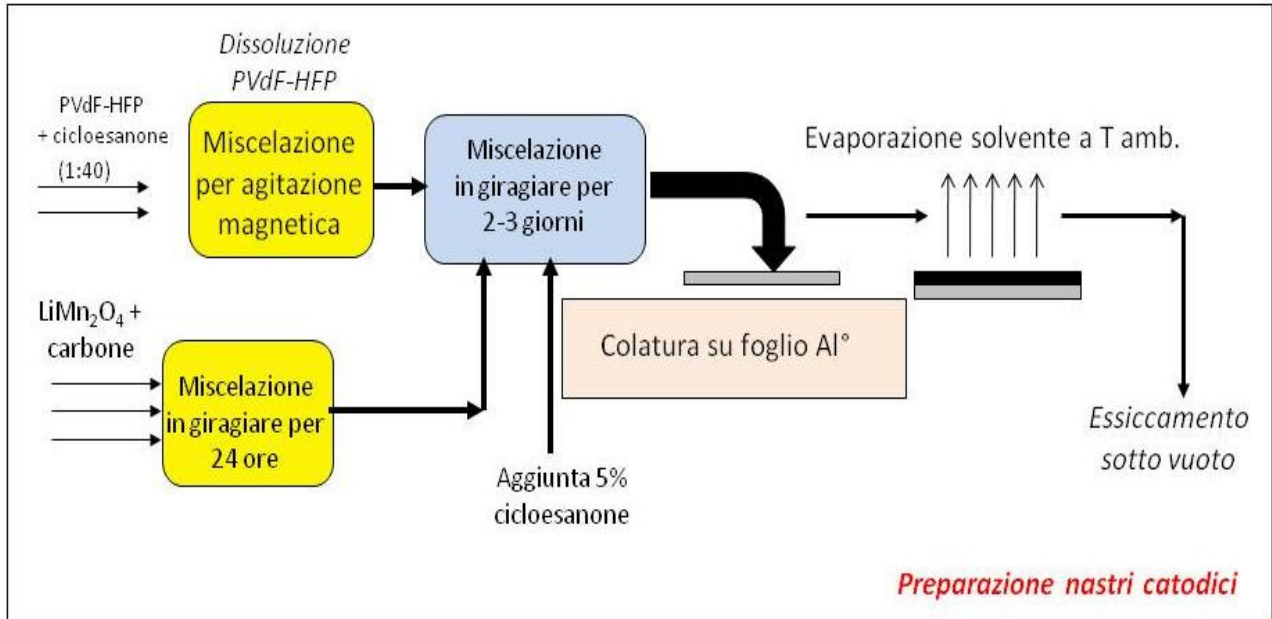 Dissoluzione
PVdF-HFP
PVdF-HFP
+ cicloesanone
(1:40)
Miscelazione
per agitazione
magnetica
Miscelazione
in giragiare per
2-3 giorni
Evaporazione solvente a T amb.
LiMn₂O₄ +
carbone
Miscelazione
in giragiare per
24 ore
Colatura su foglio Al°
Aggiunta 5%
cicloesanone
Essiccamento
sotto vuoto
Preparazione nastri catodici